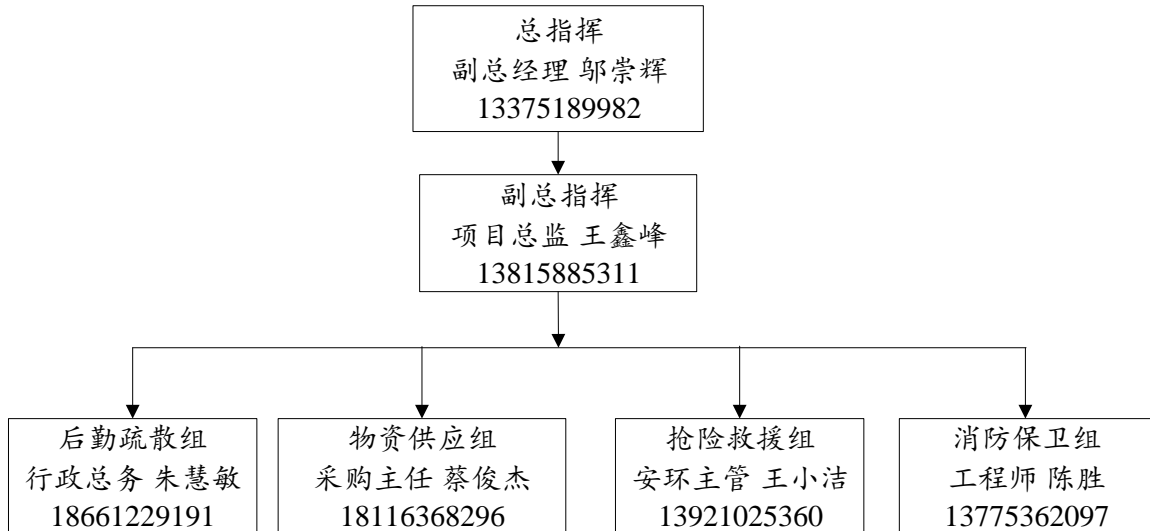 总指挥
副总经理 邬崇辉
13375189982
副总指挥
项目总监 王鑫峰
13815885311
后勤疏散组
行政总务 朱慧敏
18661229191
物资供应组
采购主任 蔡俊杰
18116368296
抢险救援组
安环主管 王小洁
13921025360
消防保卫组
工程师 陈胜
13775362097